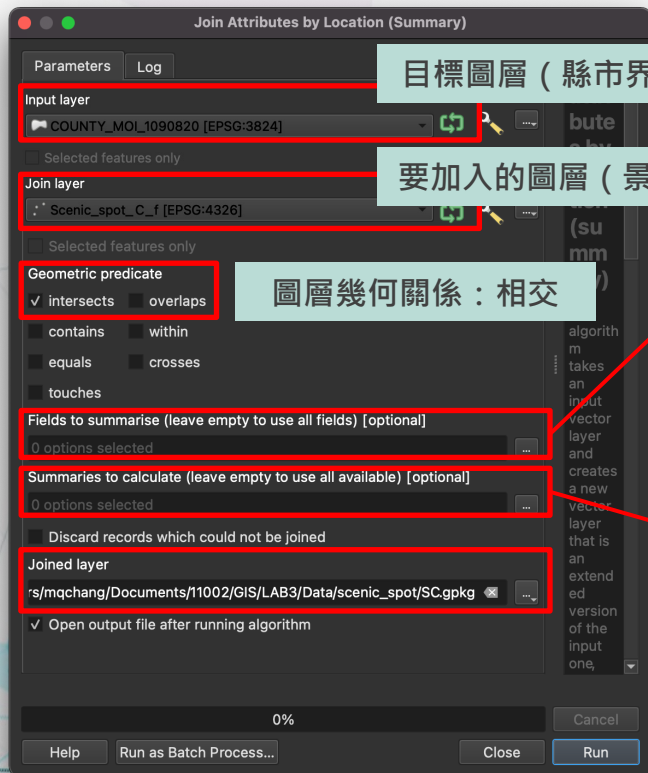 Join Attributes by Location (Summary)
Parameters Log
目標圖層（縣市界
Input layer
COUNTY_MOI_1090820 [EPSG:3824]
Selected features only
要加入的圖層（景
Join layer
Scenic_spot_C_f [EPSG:4326]
Selected features only
Geometric predicate
圖層幾何關係：相交
✓ intersects overlaps
contains within
equals crosses
touches
Fields to summarise (leave empty to use all fields) [optional]
0 options selected
...
Summaries to calculate (leave empty to use all available) [optional]
0 options selected
...
Discard records which could not be joined
Joined layer
rs/mqchang/Documents/11002/GIS/LAB3/Data/scenic_spot/SC.gpkg
...
✓ Open output file after running algorithm
bute
(su
mm
algorith
m
takes
an
input
vector
layer
and
creates
a new
vector
layer
that is
an
extend
ed
version
of the
input
one,
0%
Cancel
Help Run as Batch Process... Close Run